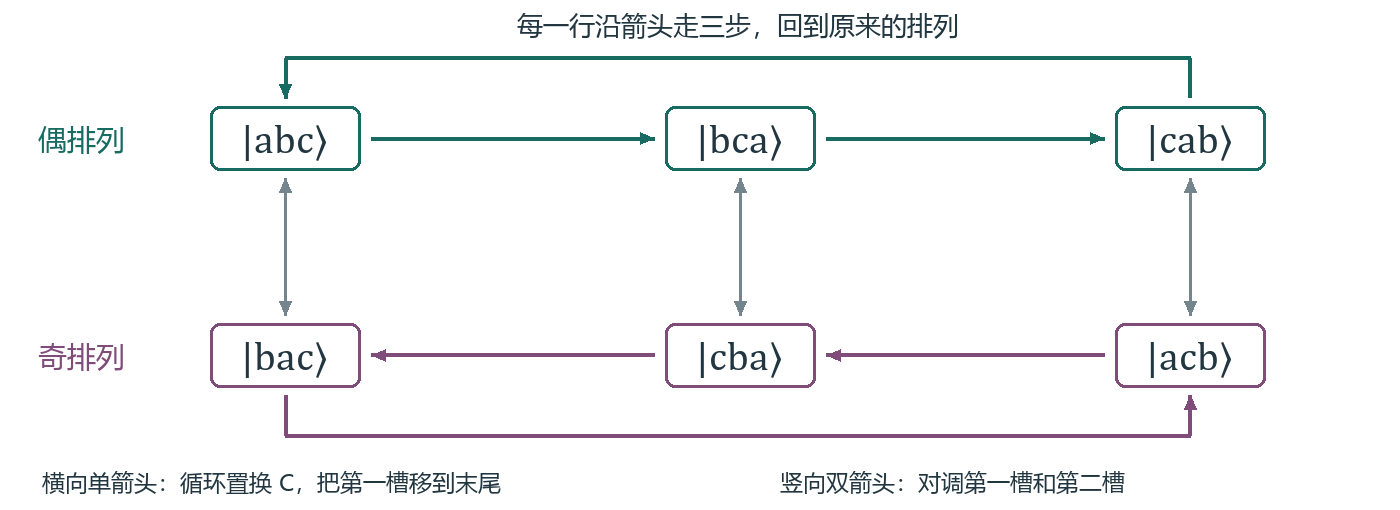 每一行沿箭头走三步，回到原来的排列
偶排列 |abc⟩ |bca⟩ |cab⟩
奇排列 |bac⟩ |cba⟩ |acb⟩
横向单箭头：循环置换 C，把第一槽移到末尾 竖向双箭头：对调第一槽和第二槽